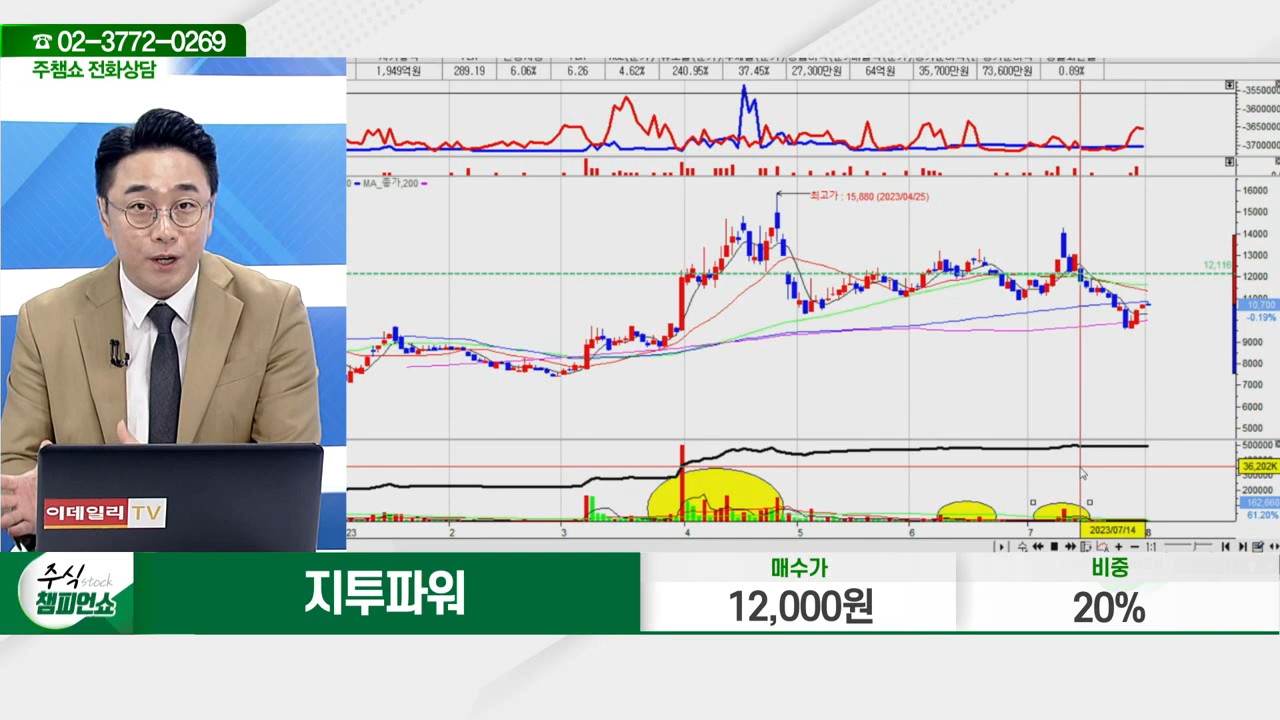 ☎ 02-3772-0269
주챔쇼 전화상담
1,949억원 289.19 6.06% 6.26 4.62% 240.95% 37.45% 27,300만원 64억원 35,700만원 73,600만원 0.89%
-3550000
-3600000
-3650000
-3700000
0 MA_종가,200
최고가 : 15,880 (2023/04/25)
16000
15000
14000
13000
12,116
12000
11000
10,700
-0.19%
9000
8000
7000
6000
5000
500000
36,202K
300000
200000
162,660
61.20%
23 2 3 4 5 6 7 2023/07/14 8
1:1
이데일리 TV
주식 stock
챔피언쇼
지투파워
매수가
12,000원
비중
20%